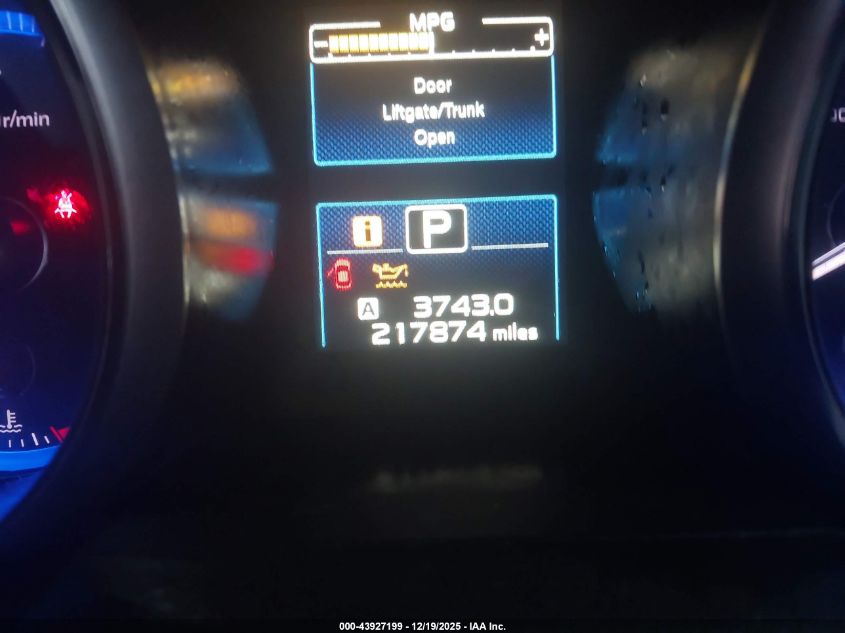 MPG
- +
Door
Liftgate/Trunk
Open
r/min
i P
A 3743.0
217874 miles
000-43927199 - 12/19/2025 - IAA Inc.